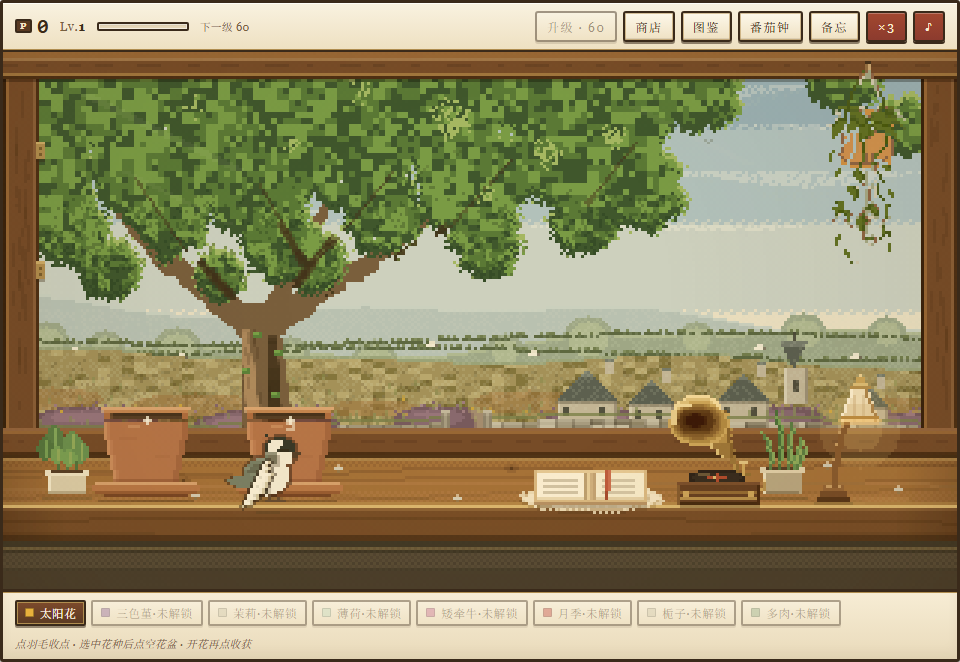 P 0 Lv.1 下一级 60 升级 · 60 商店 图鉴 番茄钟 备忘 ×3 ♪
太阳花 三色堇·未解锁 茉莉·未解锁 薄荷·未解锁 矮牵牛·未解锁 月季·未解锁 栀子·未解锁 多肉·未解锁
点羽毛收点 · 选中花种后点空花盆 · 开花再点收获